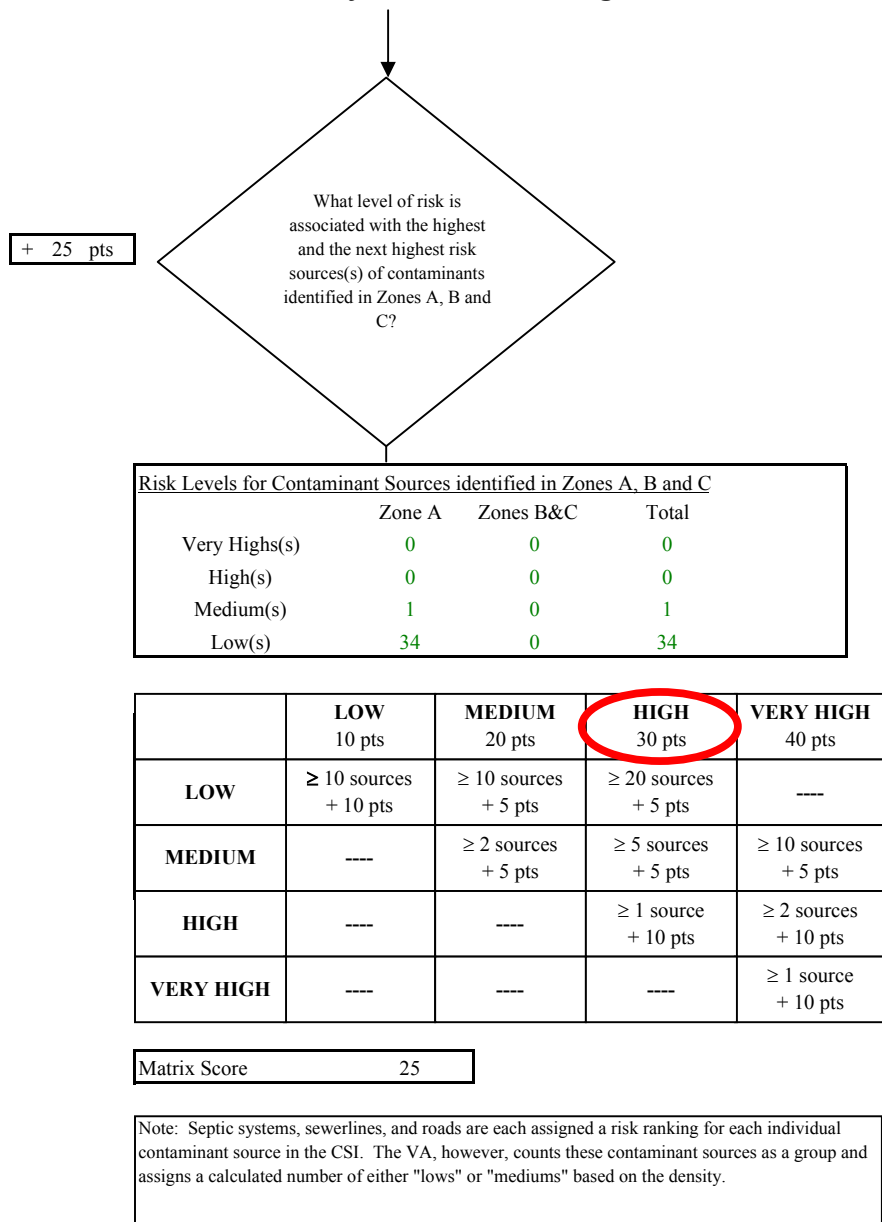 What level of risk is
associated with the highest
and the next highest risk
sources(s) of contaminants
identified in Zones A, B and
C?
+ 25 pts
Risk Levels for Contaminant Sources identified in Zones A, B and C
Zone A Zones B&C Total
Very Highs(s) 0 0 0
High(s) 0 0 0
Medium(s) 1 0 1
Low(s) 34 0 34
LOW MEDIUM HIGH VERY HIGH
10 pts 20 pts 30 pts 40 pts
LOW ≥ 10 sources + 10 pts ≥ 10 sources + 5 pts ≥ 20 sources + 5 pts ----
MEDIUM ---- ≥ 2 sources + 5 pts ≥ 5 sources + 5 pts ≥ 10 sources + 5 pts
HIGH ---- ---- ≥ 1 source + 10 pts ≥ 2 sources + 10 pts
VERY HIGH ---- ---- ---- ≥ 1 source + 10 pts
Matrix Score 25
Note: Septic systems, sewerlines, and roads are each assigned a risk ranking for each individual
contaminant source in the CSI. The VA, however, counts these contaminant sources as a group and
assigns a calculated number of either "lows" or "mediums" based on the density.